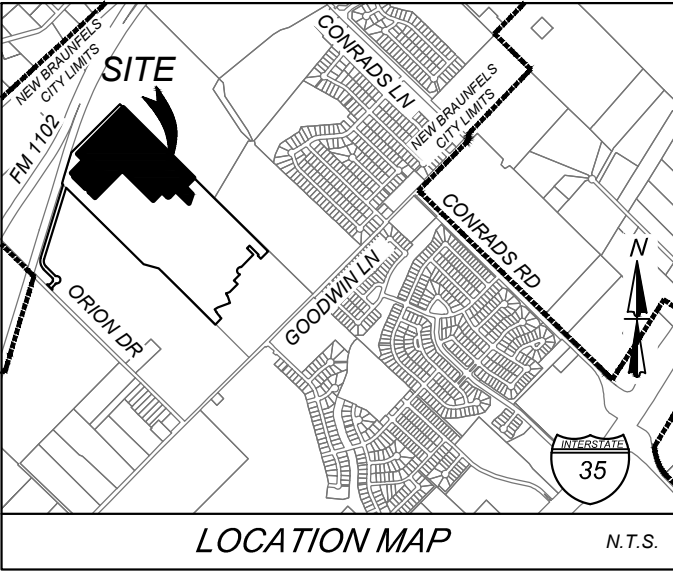 NEW BRAUNFELS
CITY LIMITS
SITE
FM 1102
CONRADS LN
NEW BRAUNFELS
CITY LIMITS
CONRADS RD
N
GOODWIN LN
ORION DR
INTERSTATE
35
LOCATION MAP
N.T.S.